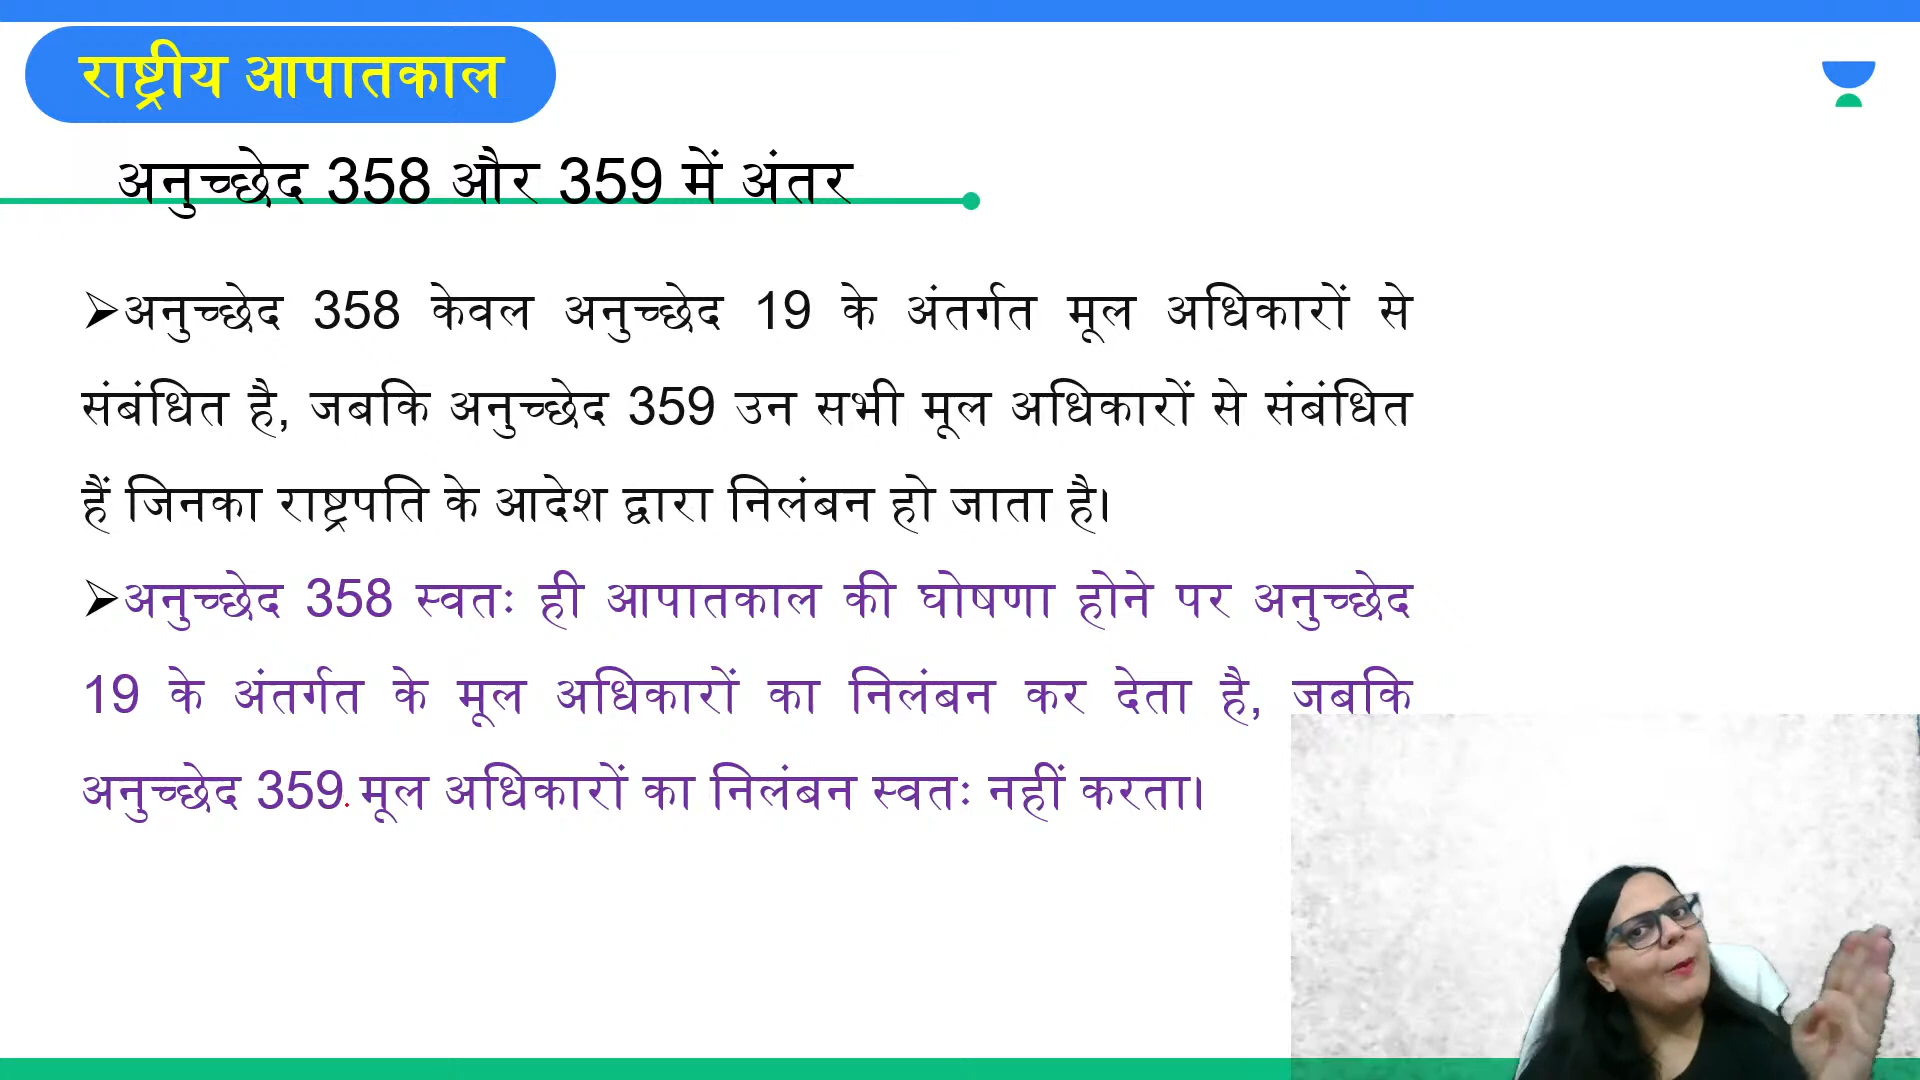 राष्ट्रीय आपातकाल
अनुच्छेद 358 और 359 में अंतर
➢अनुच्छेद 358 केवल अनुच्छेद 19 के अंतर्गत मूल अधिकारों से
संबंधित है, जबकि अनुच्छेद 359 उन सभी मूल अधिकारों से संबंधित
हैं जिनका राष्ट्रपति के आदेश द्वारा निलंबन हो जाता है।
➢अनुच्छेद 358 स्वतः ही आपातकाल की घोषणा होने पर अनुच्छेद
19 के अंतर्गत के मूल अधिकारों का निलंबन कर देता है, जबकि
अनुच्छेद 359 मूल अधिकारों का निलंबन स्वतः नहीं करता।